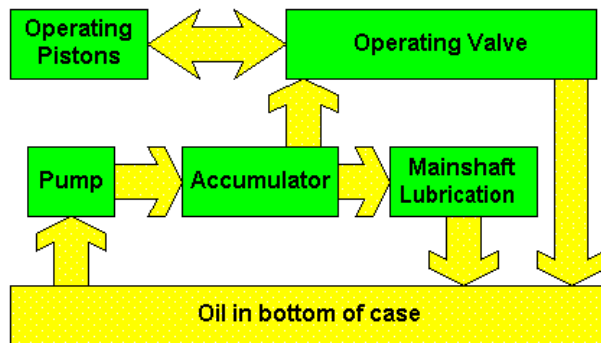 Operating
Pistons
Operating Valve
Pump
Accumulator
Mainshaft
Lubrication
Oil in bottom of case